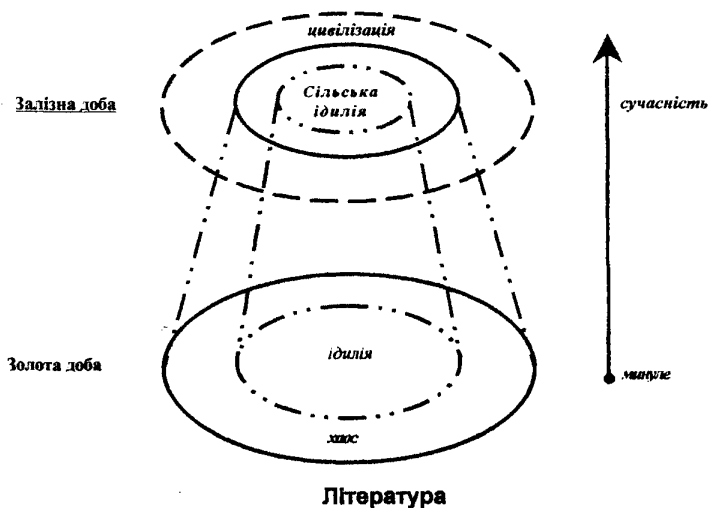 цивілізація
Залізна доба
Сільська
ідилія
сучасність
ідилія
Золота доба
минуле
хаос
Література